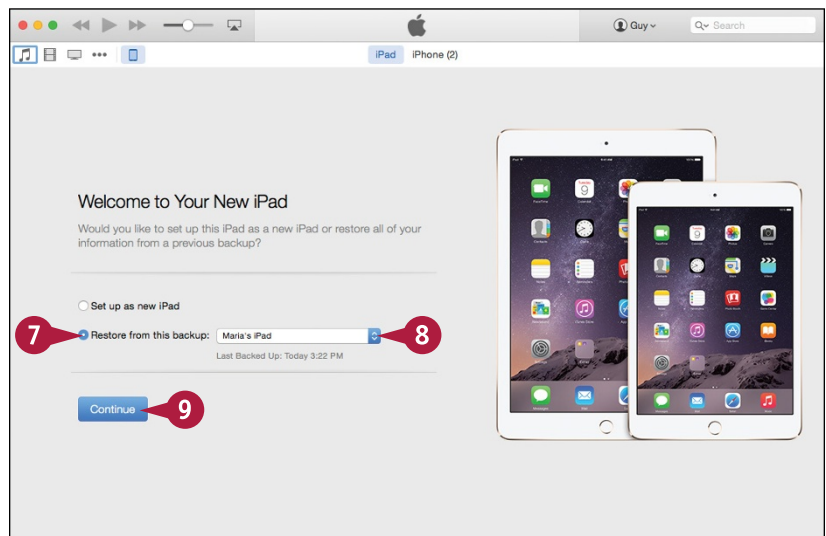 Guy
Search
iPad iPhone (2)
Welcome to Your New iPad
Would you like to set up this iPad as a new iPad or restore all of your
information from a previous backup?
Set up as new iPad
7 Restore from this backup: Maria's iPad 8
Last Backed Up: Today 3:22 PM
Continue 9